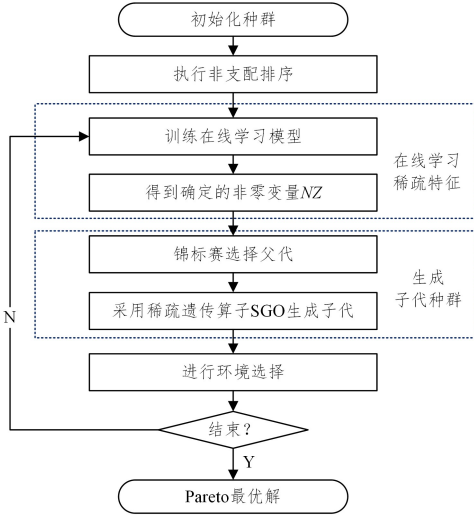 初始化种群
执行非支配排序
训练在线学习模型
得到确定的非零变量NZ
在线学习
稀疏特征
锦标赛选择父代
采用稀疏遗传算子SGO生成子代
生成
子代种群
N
进行环境选择
结束?
Y
Pareto最优解